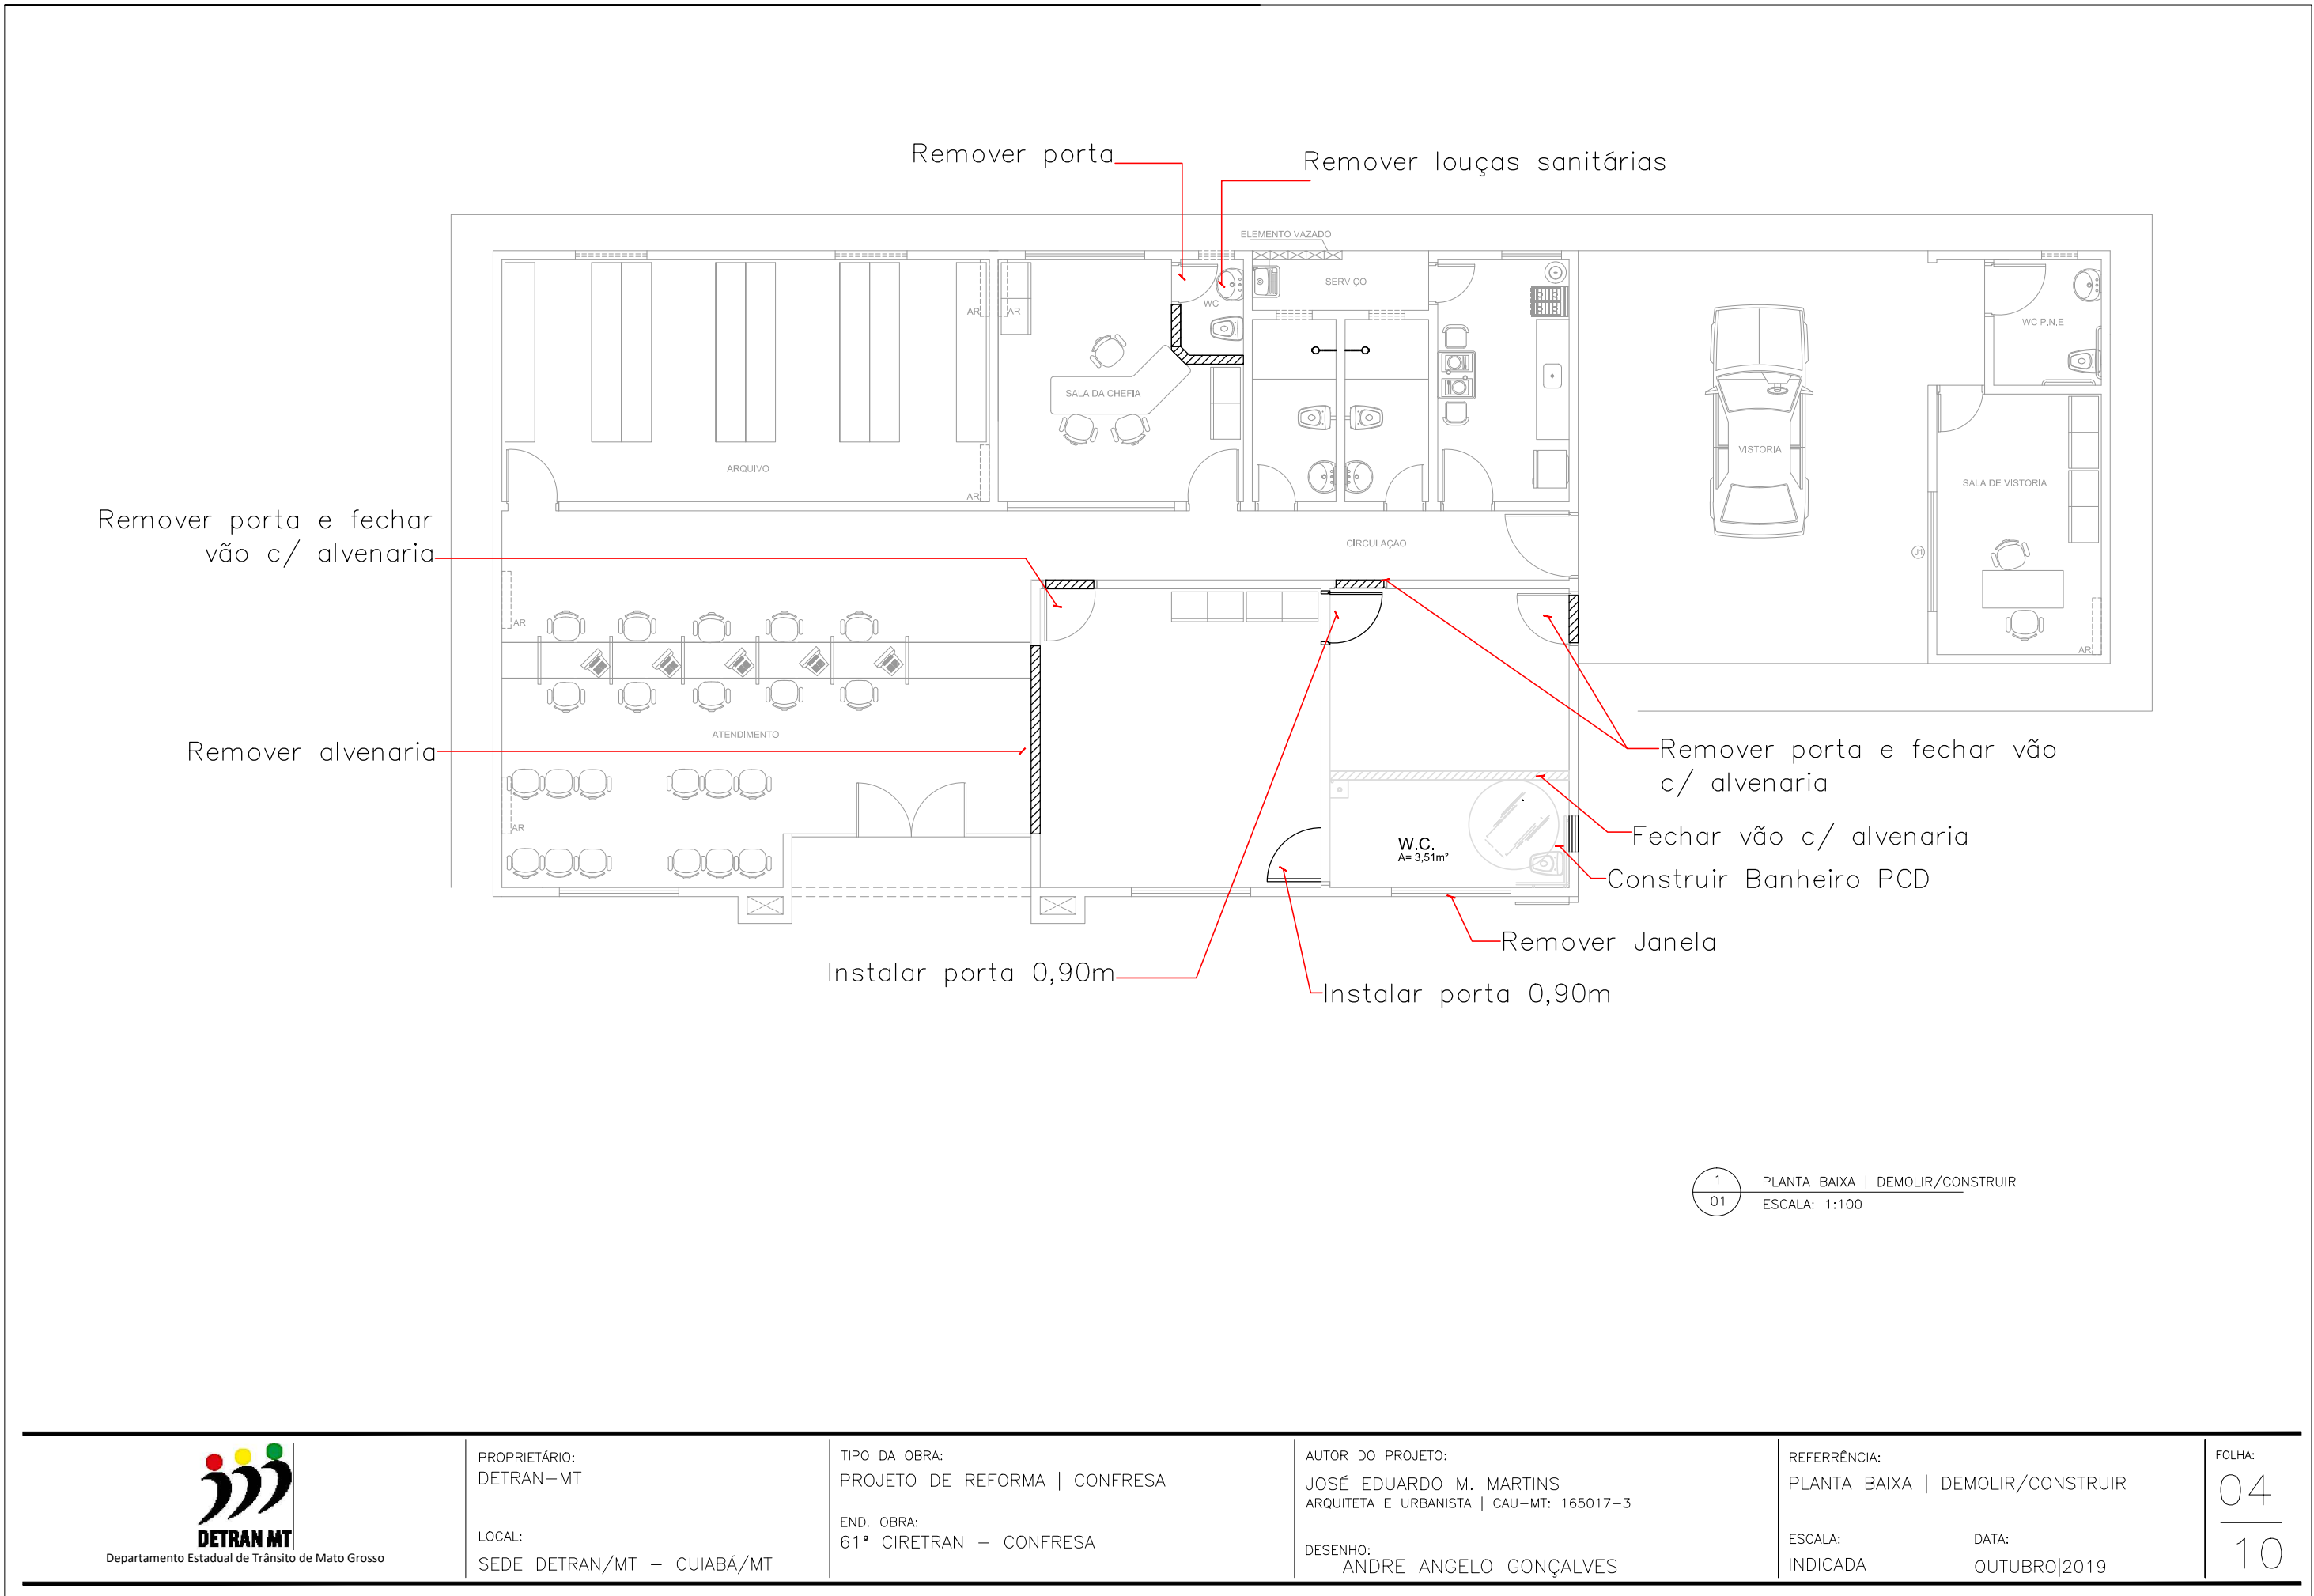 Remover porta
Remover louças sanitárias
ELEMENTO VAZADO
SERVIÇO
WC
AR
AR
WC P.N.E
SALA DA CHEFIA
VISTORIA
ARQUIVO
SALA DE VISTORIA
AR
Remover porta e fechar
vão c/ alvenaria
CIRCULAÇÃO
J1
AR
AR
ATENDIMENTO
Remover alvenaria
Remover porta e fechar vão
c/ alvenaria
AR
Fechar vão c/ alvenaria
W.C.
A= 3,51m²
Construir Banheiro PCD
Remover Janela
Instalar porta 0,90m
Instalar porta 0,90m
1
01
PLANTA BAIXA | DEMOLIR/CONSTRUIR
ESCALA: 1:100
DETRAN MT
Departamento Estadual de Trânsito de Mato Grosso
PROPRIETÁRIO:
DETRAN-MT
LOCAL:
SEDE DETRAN/MT - CUIABÁ/MT
TIPO DA OBRA:
PROJETO DE REFORMA | CONFRESA
END. OBRA:
61ª CIRETRAN - CONFRESA
AUTOR DO PROJETO:
JOSÉ EDUARDO M. MARTINS
ARQUITETA E URBANISTA | CAU-MT: 165017-3
DESENHO:
ANDRE ANGELO GONÇALVES
REFERRÊNCIA:
PLANTA BAIXA | DEMOLIR/CONSTRUIR
ESCALA:
INDICADA
DATA:
OUTUBRO|2019
FOLHA:
04
10